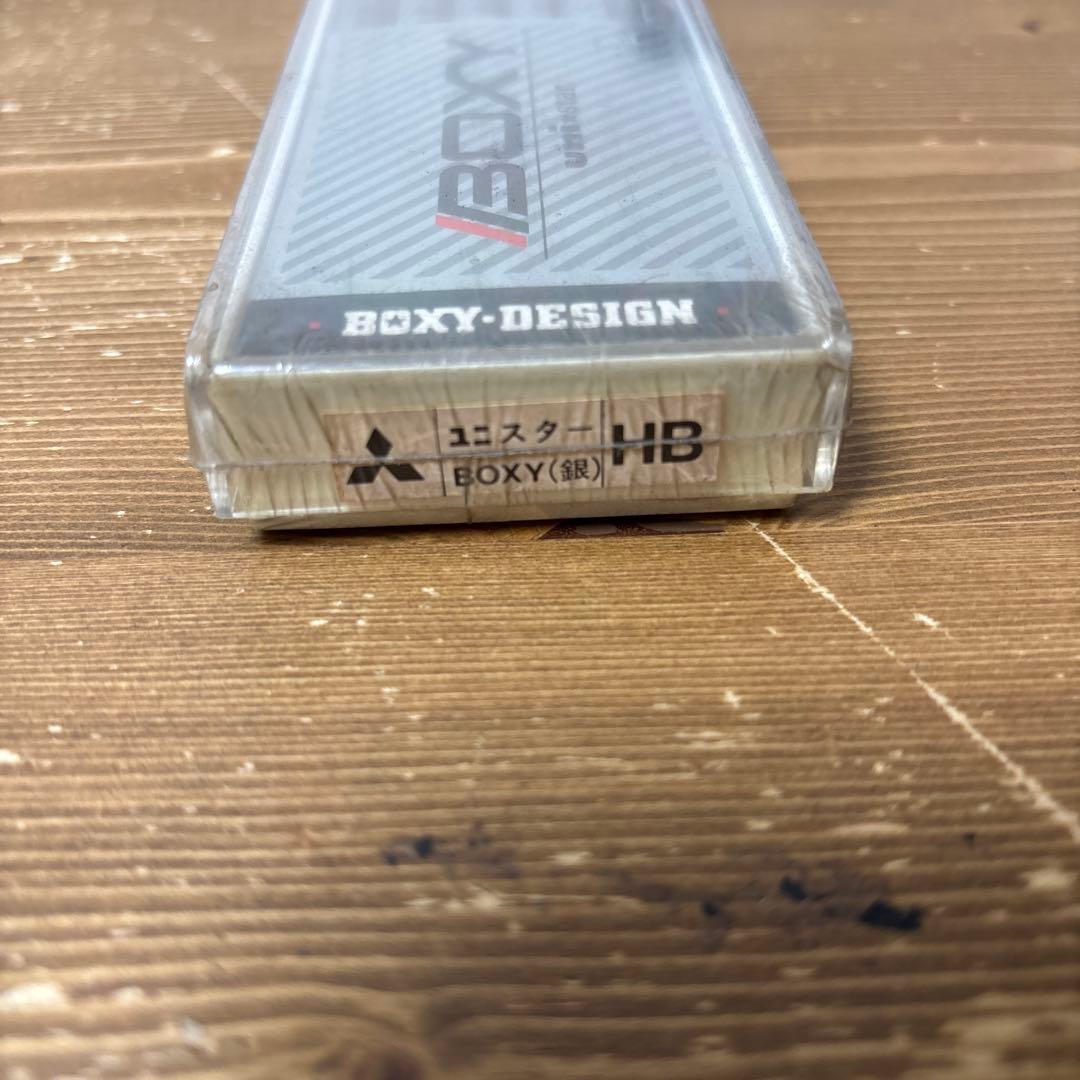 BOXY
uni★star
BOXY·DESIGN
ユニスター
BOXY(銀)
HB